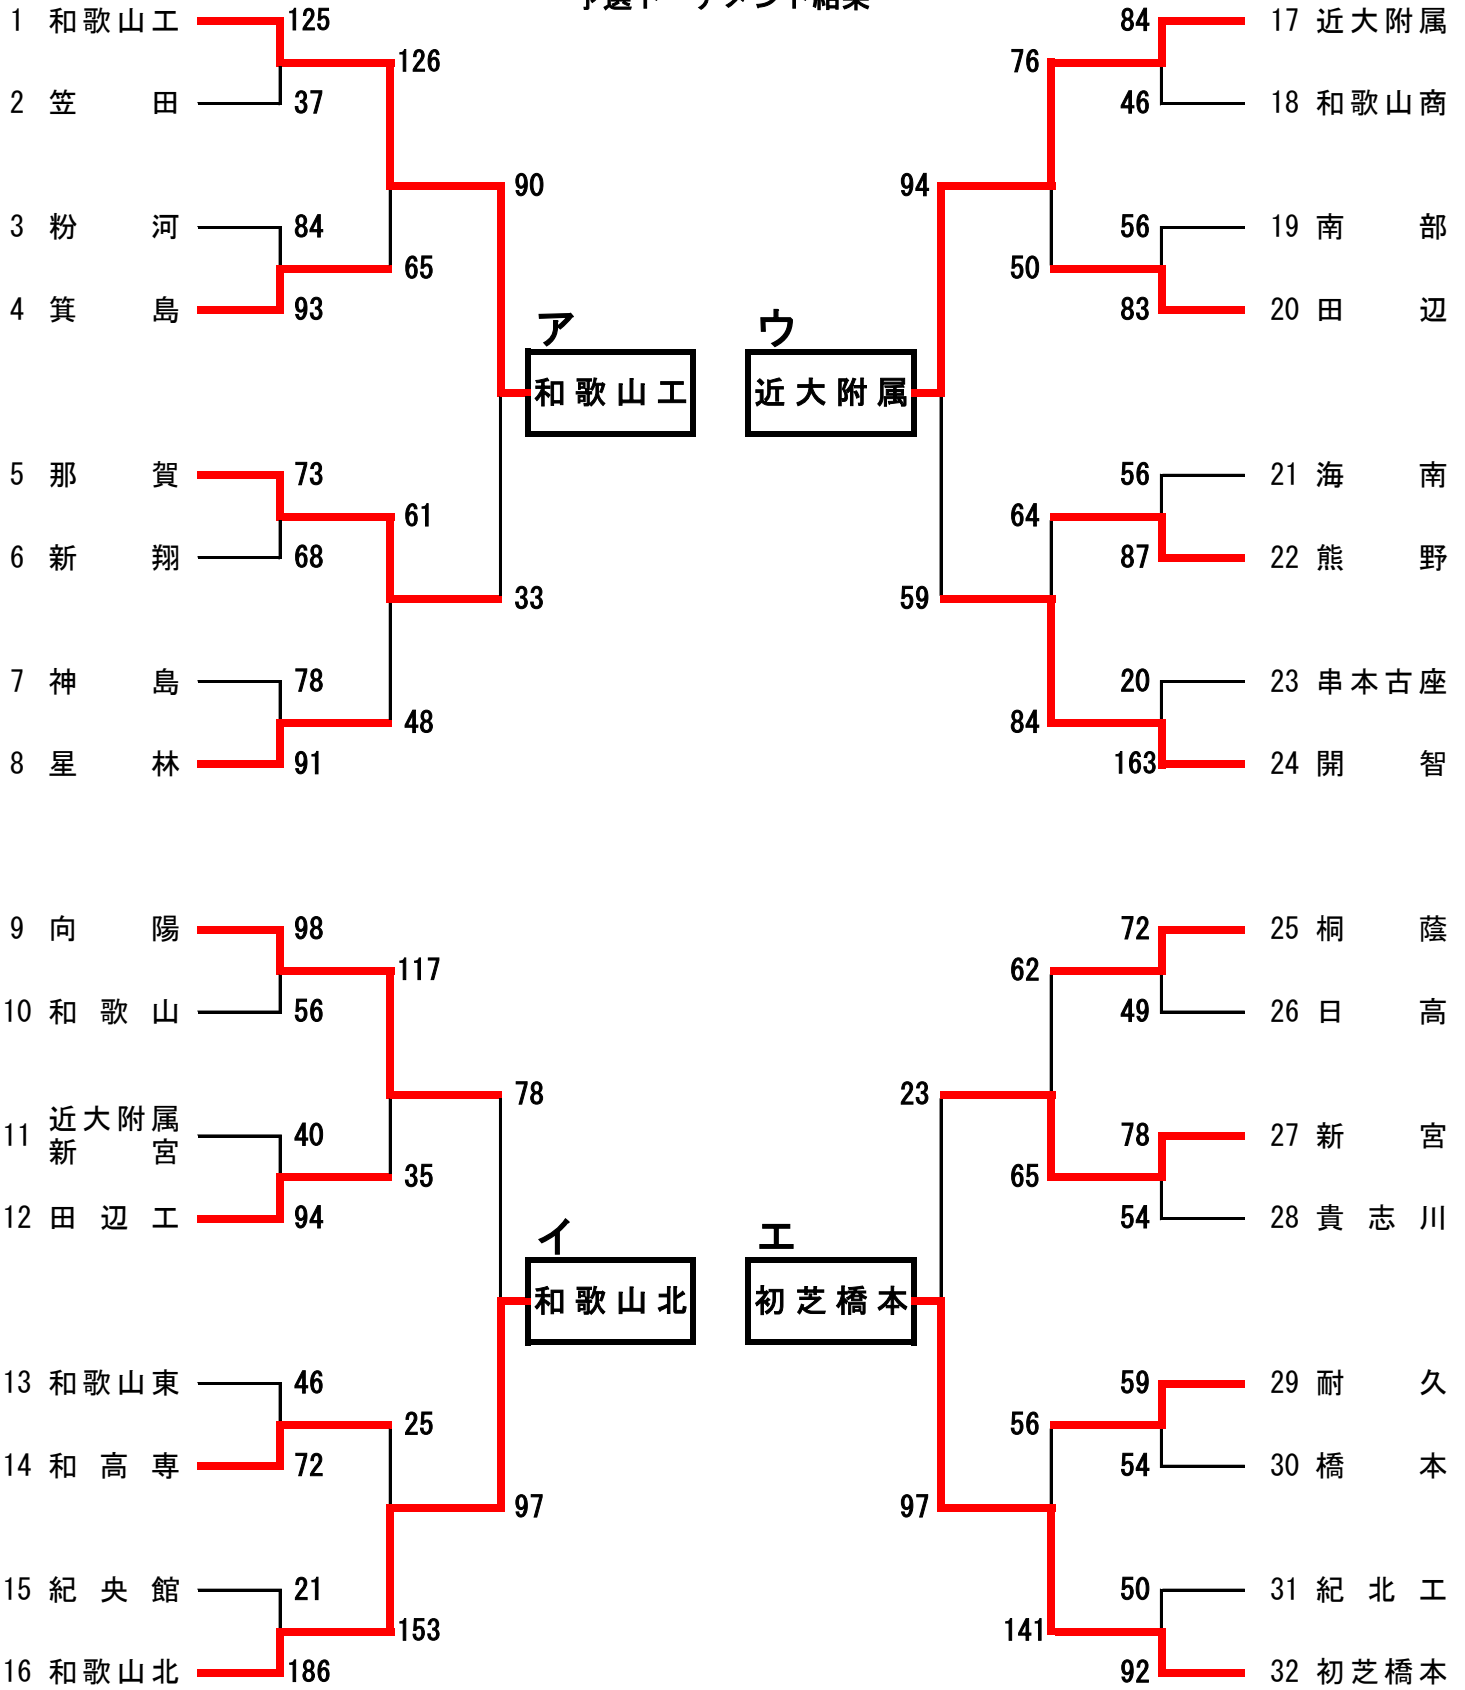 予選トーナメント結果
1 和歌山工 125
126
2 笠田 37
90
3 粉河 84
65
4 箕島 93
ア
和歌山工
5 那賀 73
61
6 新翔 68
33
7 神島 78
48
8 星林 91
9 向陽 98
117
10 和歌山 56
78
11 近大附属
新宮 40
35
12 田辺工 94
イ
和歌山北
13 和歌山東 46
25
14 和高専 72
97
15 紀央館 21
153
16 和歌山北 186
84 17 近大附属
76
46 18 和歌山商
94
56 19 南部
50
83 20 田辺
ウ
近大附属
56 21 海南
64
87 22 熊野
59
20 23 串本古座
84
163 24 開智
72 25 桐蔭
62
49 26 日高
23
78 27 新宮
65
54 28 貴志川
エ
初芝橋本
59 29 耐久
56
54 30 橋本
97
50 31 紀北工
141
92 32 初芝橋本